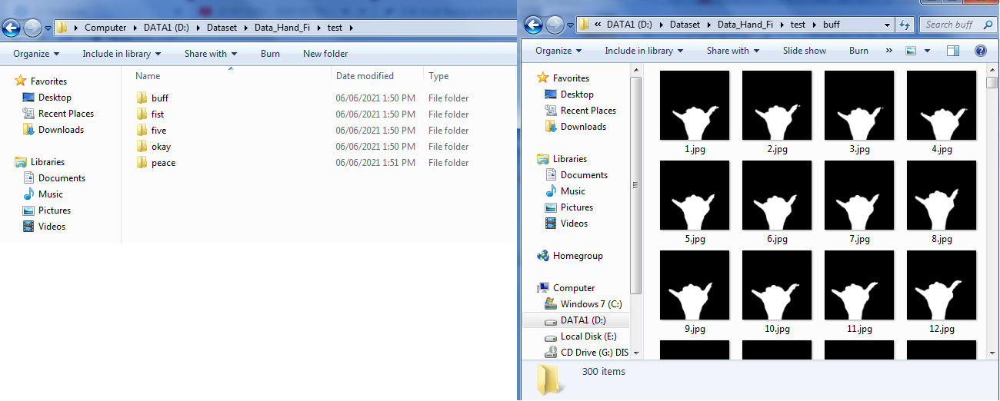 Computer DATA1 (D:) Dataset Data_Hand_Fi test
Organize Include in library Share with Burn New folder
Favorites
Desktop
Recent Places
Downloads
Libraries
Documents
Music
Pictures
Videos
Name Date modified Type
buff 06/06/2021 1:50 PM File folder
fist 06/06/2021 1:50 PM File folder
five 06/06/2021 1:50 PM File folder
okay 06/06/2021 1:50 PM File folder
peace 06/06/2021 1:51 PM File folder
« DATA1 (D:) Dataset Data_Hand_Fi test buff Search buff
Organize Include in library Share with Slide show Burn »
Favorites
Desktop
Recent Places
Downloads
Libraries
Documents
Music
Pictures
Videos
Homegroup
Computer
Windows 7 (C:)
DATA1 (D:)
Local Disk (E:)
CD Drive (G:) DIS
1.jpg 2.jpg 3.jpg 4.jpg
5.jpg 6.jpg 7.jpg 8.jpg
9.jpg 10.jpg 11.jpg 12.jpg
300 items